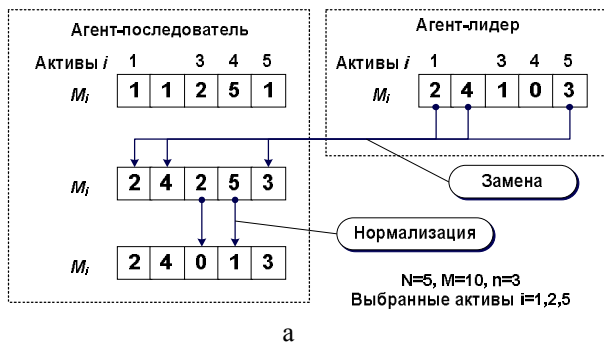 Агент-последователь
Активы i 1 3 4 5
Mi 1 1 2 5 1
Агент-лидер
Активы i 1 3 4 5
Mi 2 4 1 0 3
Замена
Mi 2 4 2 5 3
Нормализация
Mi 2 4 0 1 3
N=5, M=10, n=3
Выбранные активы i=1,2,5
а